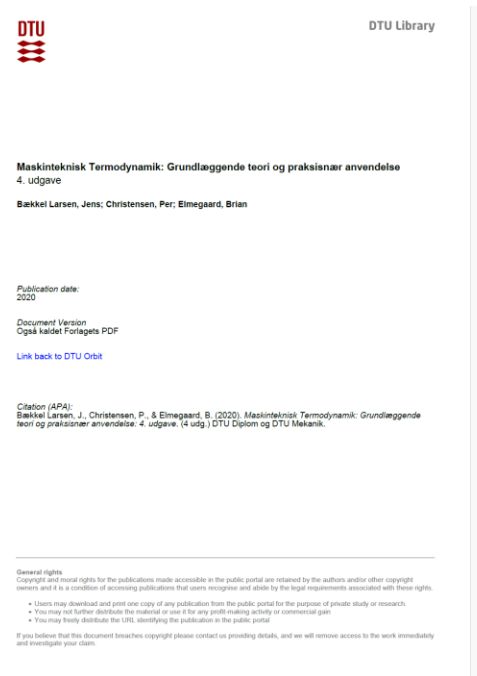 DTU
DTU Library
Maskinteknisk Termodynamik: Grundlæggende teori og praksisnær anvendelse
4. udgave
Bækkel Larsen, Jens; Christensen, Per; Elmegaard, Brian
Publication date:
2020
Document Version
Også kaldet Forlagets PDF
Link back to DTU Orbit
Citation (APA):
Bækkel Larsen, J., Christensen, P., & Elmegaard, B. (2020). Maskinteknisk Termodynamik: Grundlæggende
teori og praksisnær anvendelse: 4. udgave. (4 udg.) DTU Diplom og DTU Mekanik.
General rights
Copyright and moral rights for the publications made accessible in the public portal are retained by the authors and/or other copyright
owners and it is a condition of accessing publications that users recognise and abide by the legal requirements associated with these rights.
• Users may download and print one copy of any publication from the public portal for the purpose of private study or research.
• You may not further distribute the material or use it for any profit-making activity or commercial gain
• You may freely distribute the URL identifying the publication in the public portal
If you believe that this document breaches copyright please contact us providing details, and we will remove access to the work immediately
and investigate your claim.